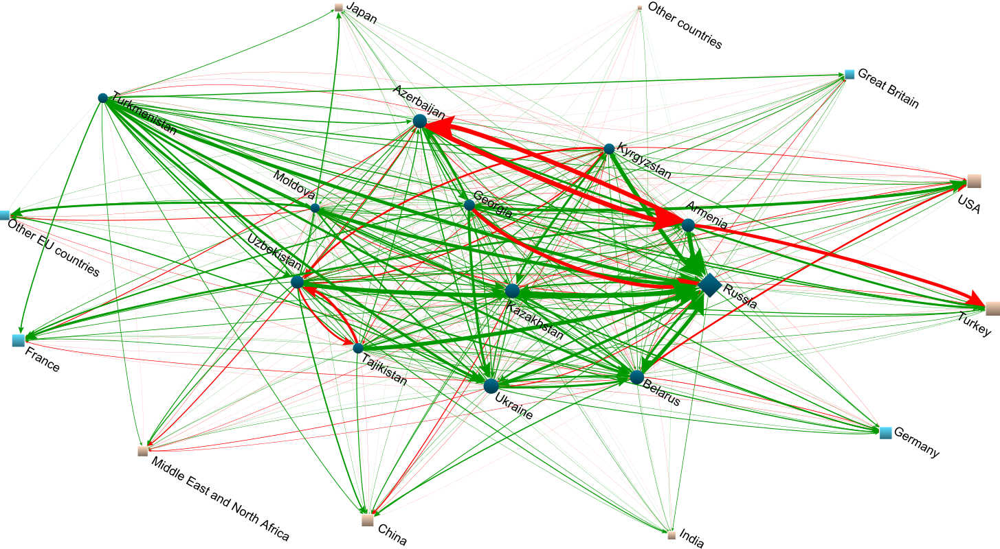 Japan
Other countries
Great Britain
Turkmenistan
Azerbaijan
Kyrgyzstan
Moldova
Georgia
Armenia
USA
Other EU countries
Uzbekistan
Russia
Kazakhstan
Turkey
France
Tajikistan
Ukraine
Belarus
Germany
Middle East and North Africa
China
India